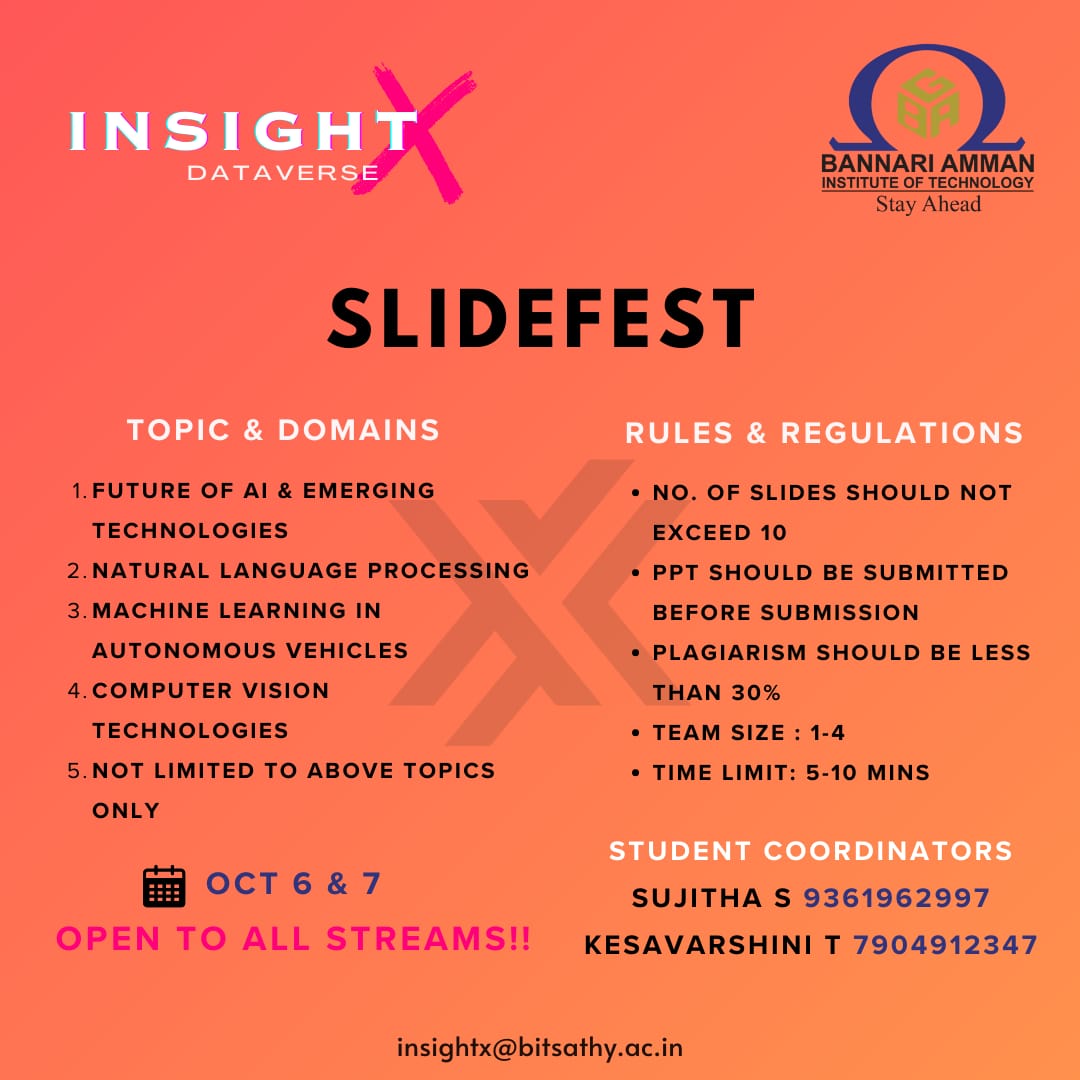 INSIGHTX
DATAVERSE
GBA
BANNARI AMMAN
INSTITUTE OF TECHNOLOGY
Stay Ahead
SLIDEFEST
TOPIC & DOMAINS
1. FUTURE OF AI & EMERGING
TECHNOLOGIES
2. NATURAL LANGUAGE PROCESSING
3. MACHINE LEARNING IN
AUTONOMOUS VEHICLES
4. COMPUTER VISION
TECHNOLOGIES
5. NOT LIMITED TO ABOVE TOPICS
ONLY
OCT 6 & 7
OPEN TO ALL STREAMS!!
RULES & REGULATIONS
• NO. OF SLIDES SHOULD NOT
EXCEED 10
• PPT SHOULD BE SUBMITTED
BEFORE SUBMISSION
• PLAGIARISM SHOULD BE LESS
THAN 30%
• TEAM SIZE : 1-4
• TIME LIMIT: 5-10 MINS
STUDENT COORDINATORS
SUJITHA S 9361962997
KESAVARSHINI T 7904912347
insightx@bitsathy.ac.in